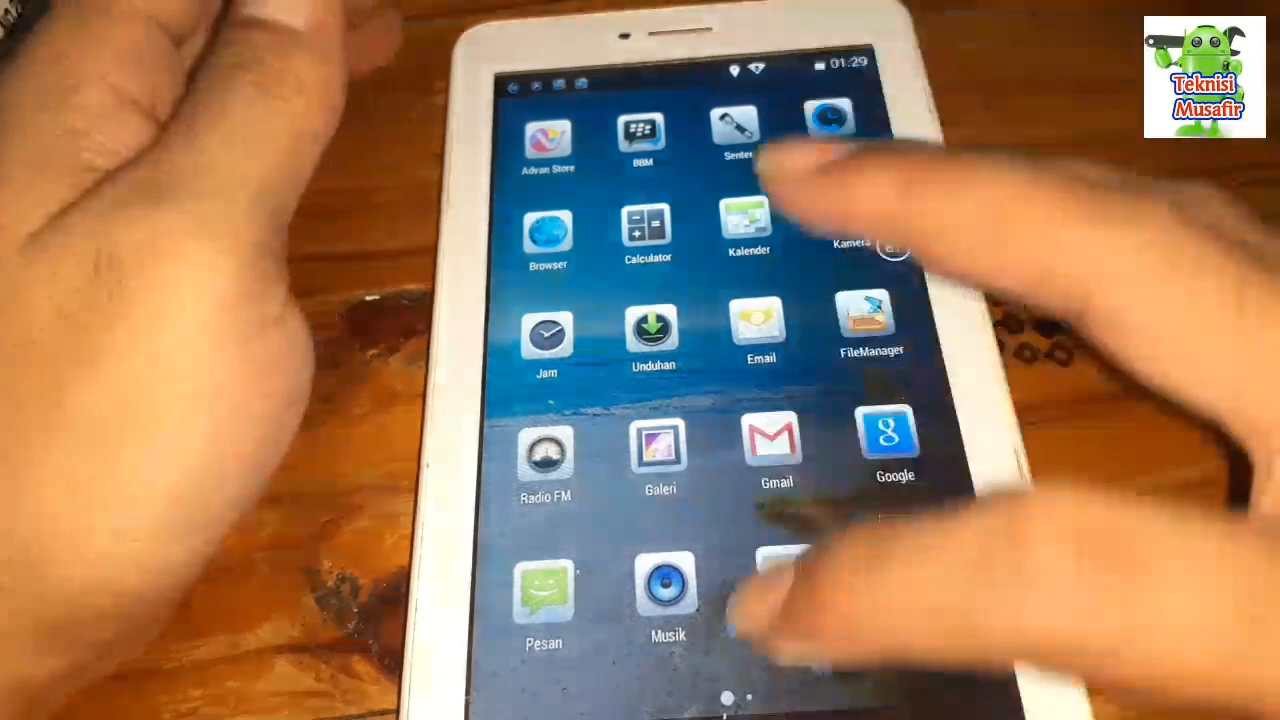 01:29
Teknisi
Musafir
Advan Store
BBM
Senter
Browser
Calculator
Kalender
Kamera
Jam
Unduhan
Email
FileManager
Radio FM
Galeri
Gmail
Google
Pesan
Musik